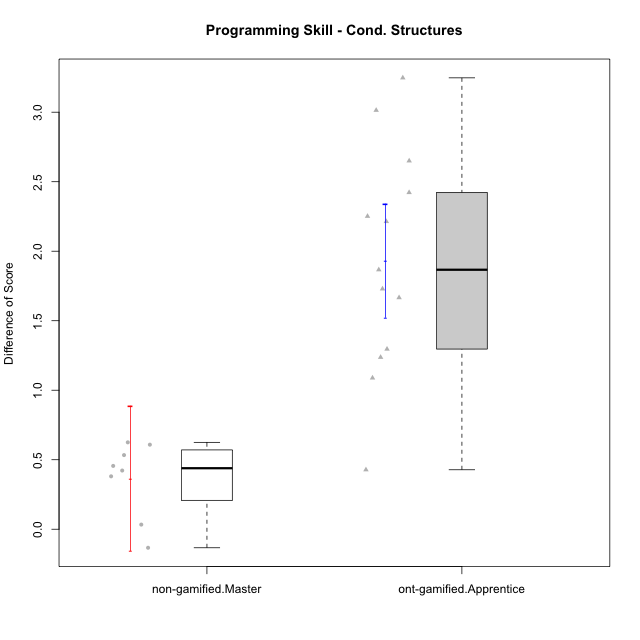 Programming Skill - Cond. Structures
Difference of Score
3.0
2.5
2.0
1.5
1.0
0.5
0.0
non-gamified.Master
ont-gamified.Apprentice